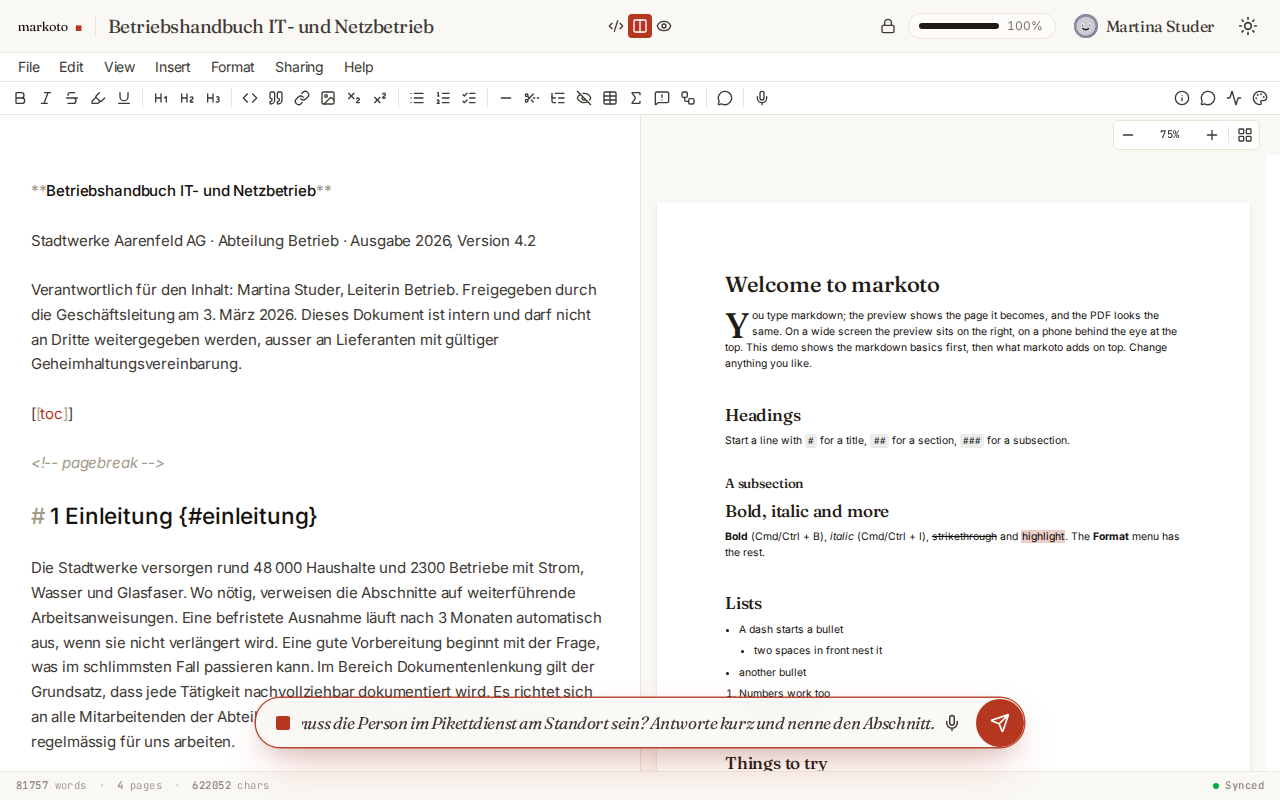 markoto
Betriebshandbuch IT- und Netzbetrieb
100%
Martina Studer
File Edit View Insert Format Sharing Help
H1 H2 H3
75%
**Betriebshandbuch IT- und Netzbetrieb**
Stadtwerke Aarenfeld AG · Abteilung Betrieb · Ausgabe 2026, Version 4.2
Verantwortlich für den Inhalt: Martina Studer, Leiterin Betrieb. Freigegeben durch
die Geschäftsleitung am 3. März 2026. Dieses Dokument ist intern und darf nicht
an Dritte weitergegeben werden, ausser an Lieferanten mit gültiger
Geheimhaltungsvereinbarung.
[[toc]]
<!-- pagebreak -->
# 1 Einleitung {#einleitung}
Die Stadtwerke versorgen rund 48 000 Haushalte und 2300 Betriebe mit Strom,
Wasser und Glasfaser. Wo nötig, verweisen die Abschnitte auf weiterführende
Arbeitsanweisungen. Eine befristete Ausnahme läuft nach 3 Monaten automatisch
aus, wenn sie nicht verlängert wird. Eine gute Vorbereitung beginnt mit der Frage,
was im schlimmsten Fall passieren kann. Im Bereich Dokumentenlenkung gilt der
Grundsatz, dass jede Tätigkeit nachvollziehbar dokumentiert wird. Es richtet sich
an alle Mitarbeitenden der
regelmässig für uns arbeiten.
Welcome to markoto
You type markdown; the preview shows the page it becomes, and the PDF looks the
same. On a wide screen the preview sits on the right, on a phone behind the eye at the
top. This demo shows the markdown basics first, then what markoto adds on top. Change
anything you like.
Headings
Start a line with # for a title, ## for a section, ### for a subsection.
A subsection
Bold, italic and more
Bold (Cmd/Ctrl + B), italic (Cmd/Ctrl + I), strikethrough and highlight. The Format menu has
the rest.
Lists
• A dash starts a bullet
• two spaces in front nest it
• another bullet
1. Numbers work too
Things to try
die Person im Pikettdienst am Standort sein? Antworte kurz und nenne den Abschnitt.
81757 words · 4 pages · 622052 chars
Synced